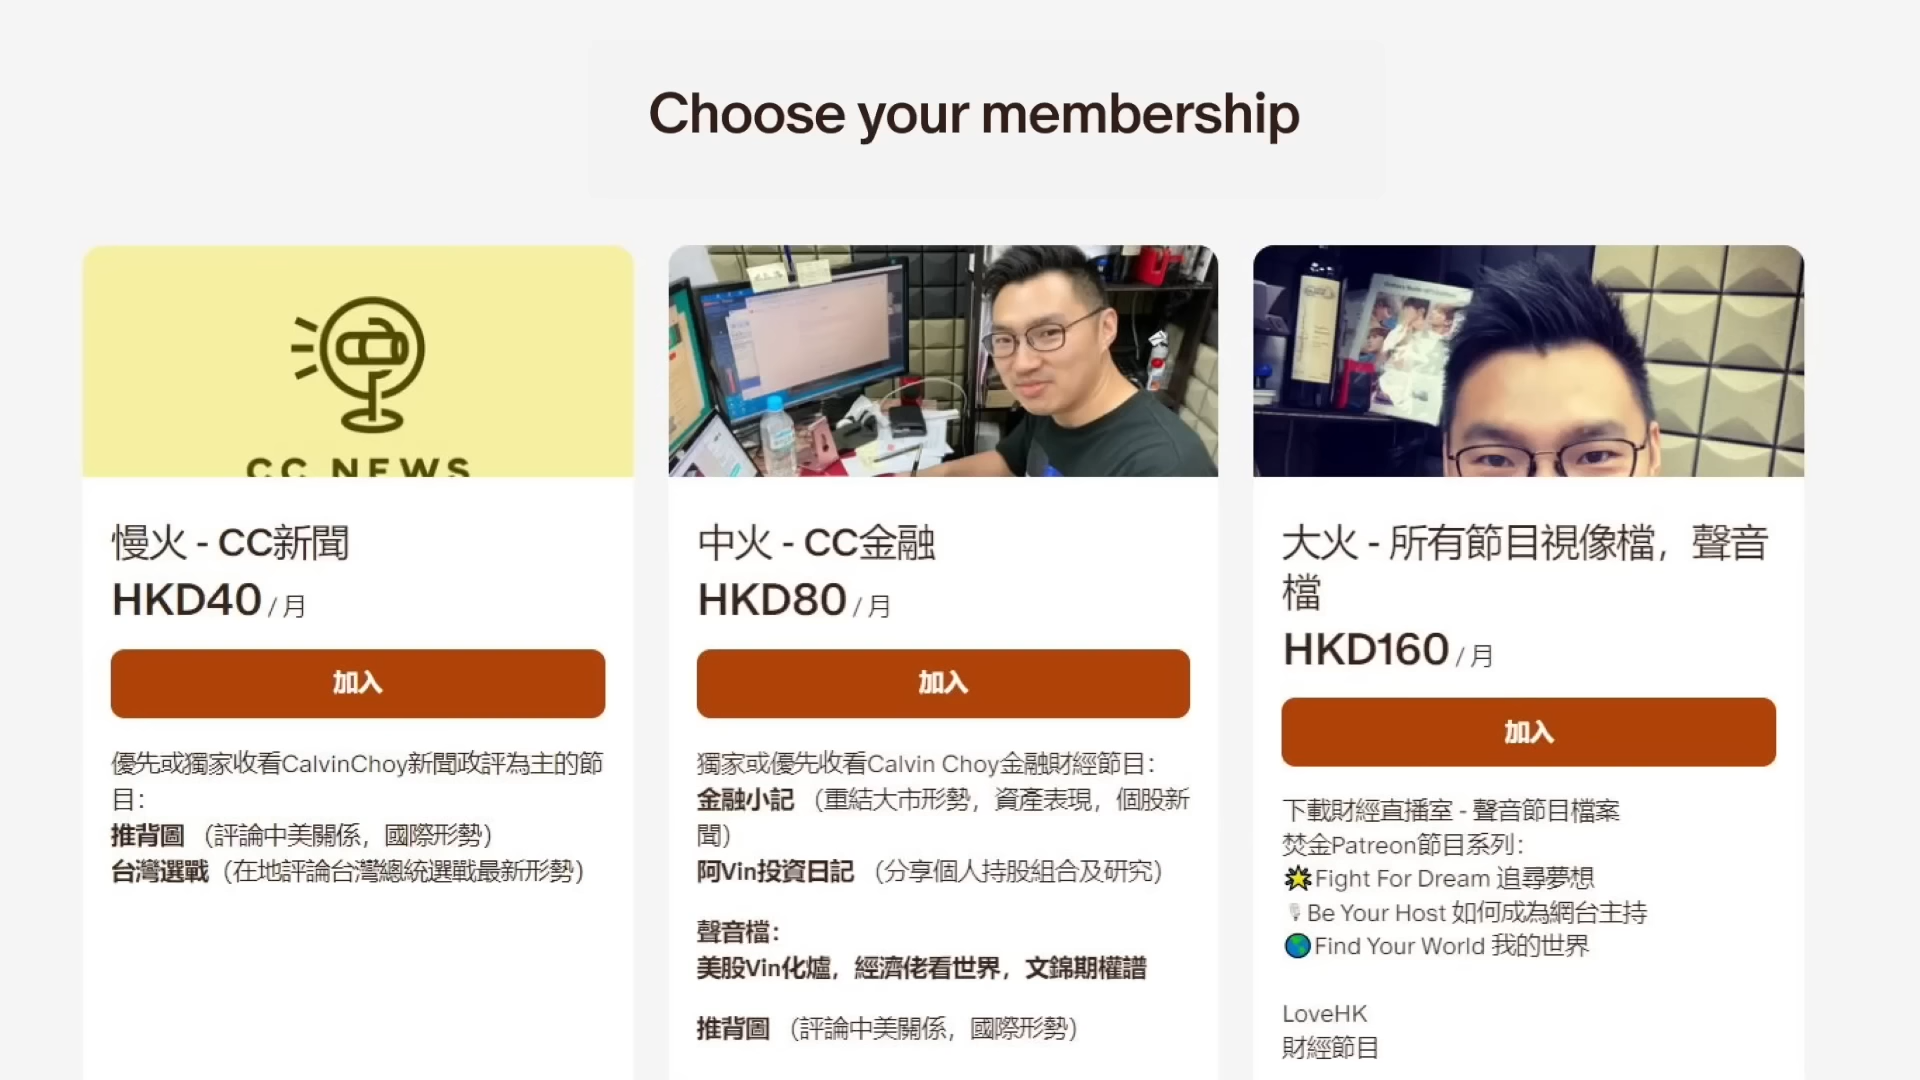 Choose your membership
CC NEWS
慢火 - CC新聞
HKD40 / 月
加入
優先或獨家收看CalvinChoy新聞政評為主的節
目：
推背圖 （評論中美關係，國際形勢）
台灣選戰（在地評論台灣總統選戰最新形勢）
中火 - CC金融
HKD80 / 月
加入
獨家或優先收看Calvin Choy金融財經節目：
金融小記 （重結大市形勢，資產表現，個股新
聞）
阿Vin投資日記 （分享個人持股組合及研究）
聲音檔：
美股Vin化爐，經濟佬看世界，文錦期權譜
推背圖 （評論中美關係，國際形勢）
大火 - 所有節目視像檔，聲音
檔
HKD160 / 月
加入
下載財經直播室 - 聲音節目檔案
焚金Patreon節目系列：
🌟Fight For Dream 追尋夢想
🎙Be Your Host 如何成為網台主持
🌎Find Your World 我的世界
LoveHK
財經節目